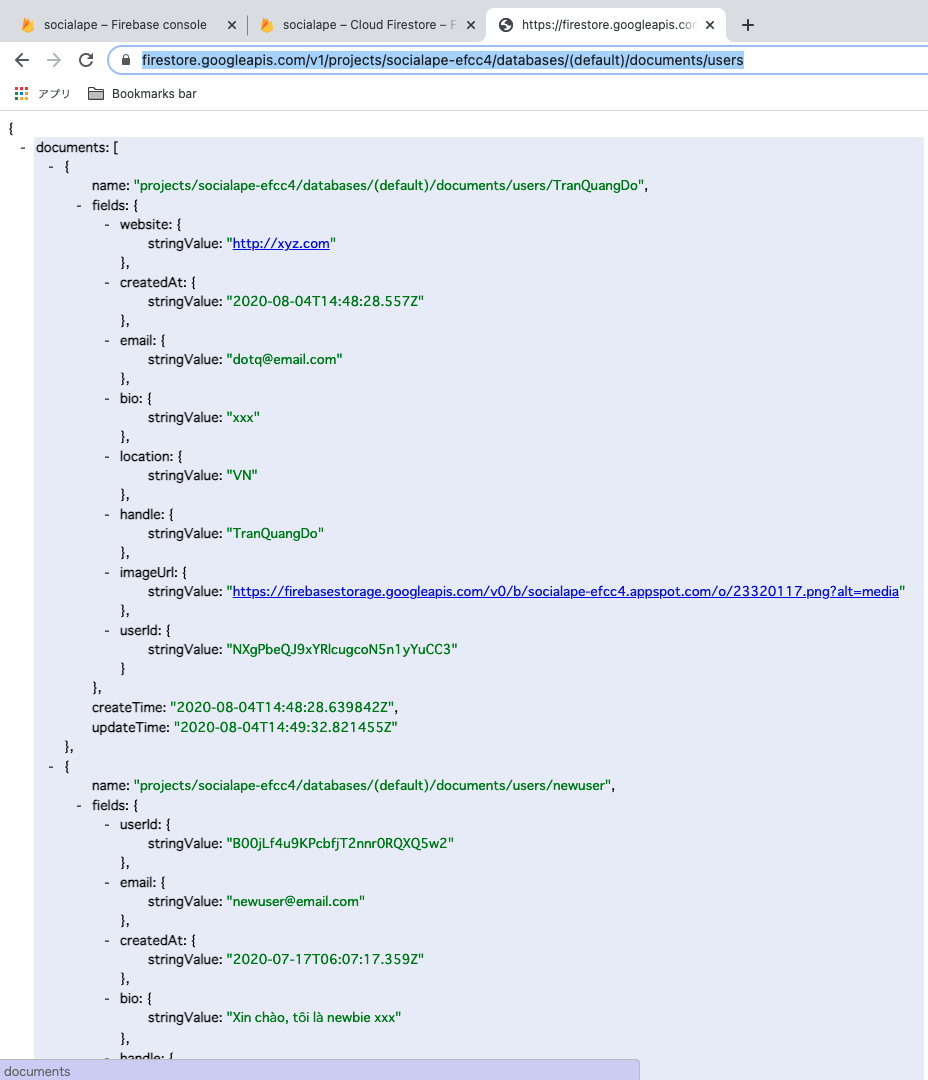 socialape – Firebase console
socialape – Cloud Firestore – F
https://firestore.googleapis.com
firestore.googleapis.com/v1/projects/socialape-efcc4/databases/(default)/documents/users
アプリ
Bookmarks bar
{
- documents: [
- {
name: "projects/socialape-efcc4/databases/(default)/documents/users/TranQuangDo",
- fields: {
- website: {
stringValue: "http://xyz.com"
},
- createdAt: {
stringValue: "2020-08-04T14:48:28.557Z"
},
- email: {
stringValue: "dotq@email.com"
},
- bio: {
stringValue: "xxx"
},
- location: {
stringValue: "VN"
},
- handle: {
stringValue: "TranQuangDo"
},
- imageUrl: {
stringValue: "https://firebasestorage.googleapis.com/v0/b/socialape-efcc4.appspot.com/o/23320117.png?alt=media"
},
- userId: {
stringValue: "NXgPbeQJ9xYRlcugcoN5n1yYuCC3"
}
},
createTime: "2020-08-04T14:48:28.639842Z",
updateTime: "2020-08-04T14:49:32.821455Z"
},
- {
name: "projects/socialape-efcc4/databases/(default)/documents/users/newuser",
- fields: {
- userId: {
stringValue: "B00jLf4u9KPcbfjT2nnr0RQXQ5w2"
},
- email: {
stringValue: "newuser@email.com"
},
- createdAt: {
stringValue: "2020-07-17T06:07:17.359Z"
},
- bio: {
stringValue: "Xin chào, tôi là newbie xxx"
},
- handle: {
documents